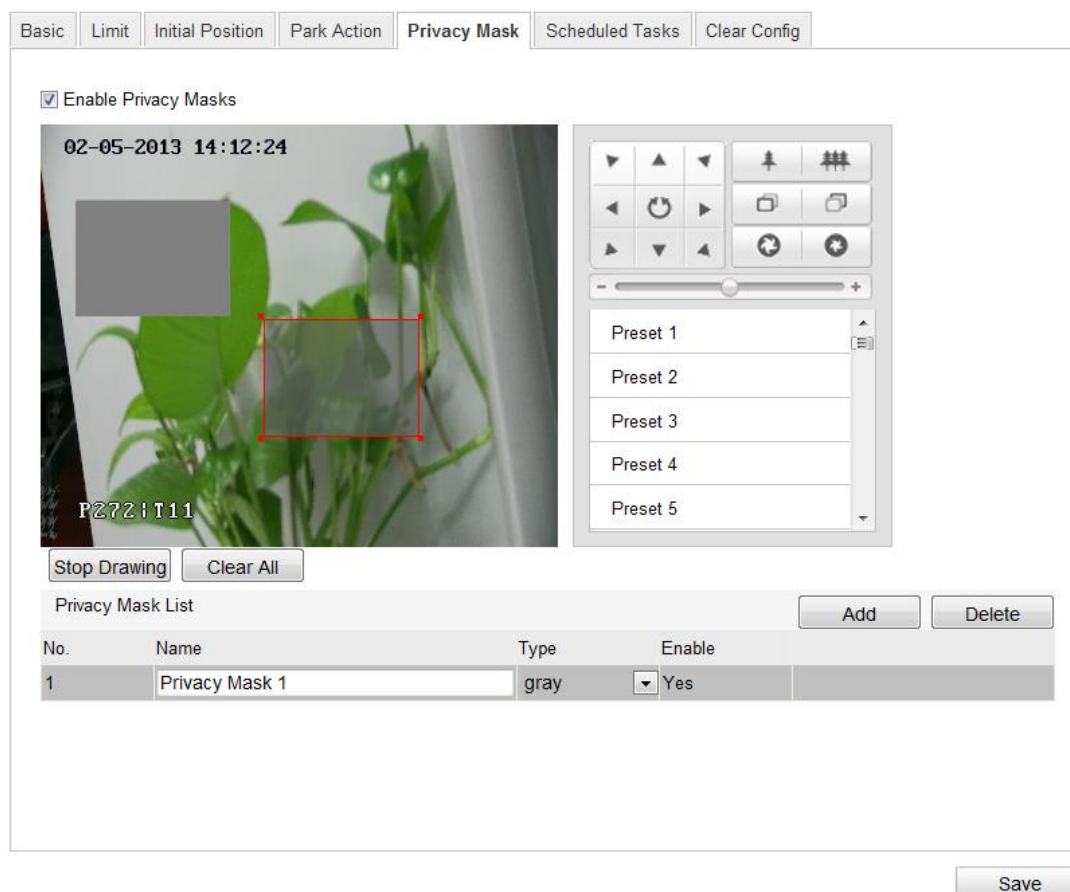 Basic Limit Initial Position Park Action Privacy Mask Scheduled Tasks Clear Config
Enable Privacy Masks
02-05-2013 14:12:24
Preset 1
Preset 2
Preset 3
Preset 4
Preset 5
P272|T11
Stop Drawing Clear All
Privacy Mask List Add Delete
No. Name Type Enable
1 Privacy Mask 1 gray Yes
Save